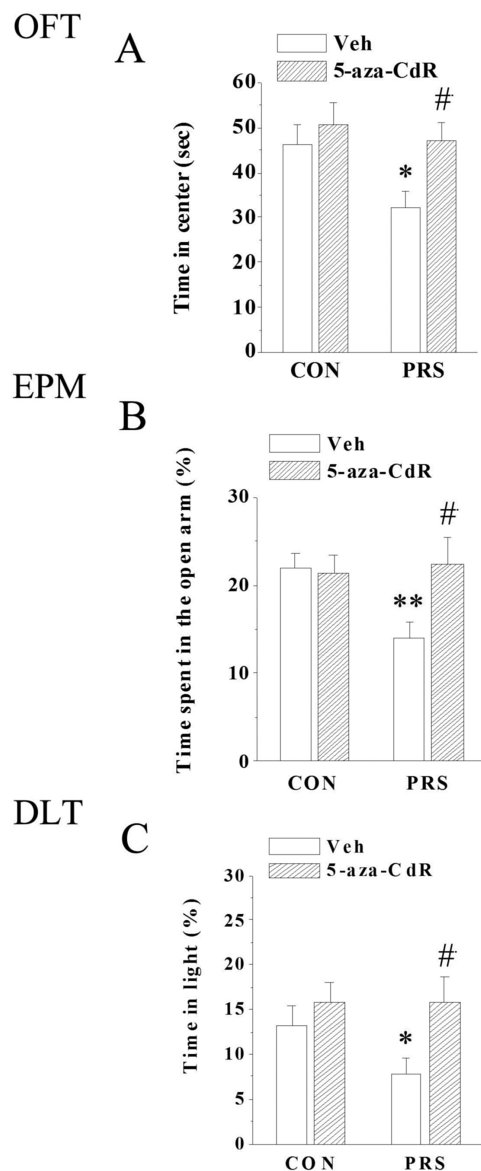 OFT
A
Veh
5-aza-CdR
Time in center (sec)
60
50
40
30
20
10
0
*
#
CON PRS
EPM
B
Veh
5-aza-CdR
Time spent in the open arm (%)
30
20
10
0
**
#
CON PRS
DLT
C
Veh
5-aza-CdR
Time in light (%)
30
25
20
15
10
5
0
*
#
CON PRS